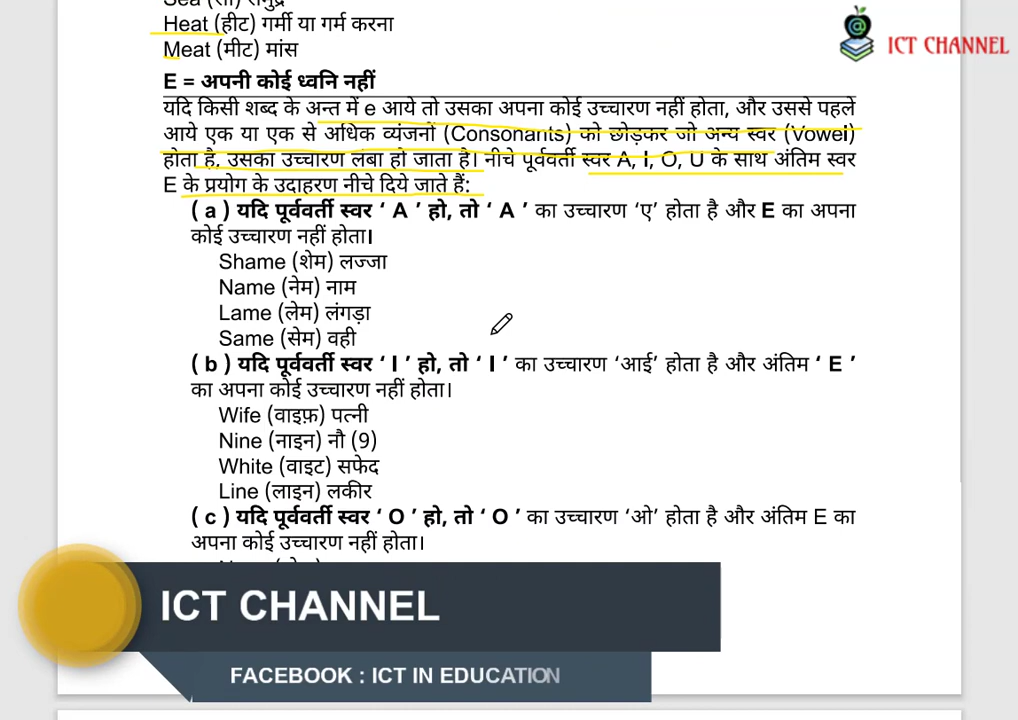 Heat (हीट) गर्मी या गर्म करना
Meat (मीट) मांस
ICT CHANNEL
E = अपनी कोई ध्वनि नहीं
यदि किसी शब्द के अन्त में e आये तो उसका अपना कोई उच्चारण नहीं होता, और उससे पहले
आये एक या एक से अधिक व्यंजनों (Consonants) को छोड़कर जो अन्य स्वर (Vowel)
होता है, उसका उच्चारण लंबा हो जाता है। नीचे पूर्ववर्ती स्वर A, I, O, U के साथ अंतिम स्वर
E के प्रयोग के उदाहरण नीचे दिये जाते हैं:
( a ) यदि पूर्ववर्ती स्वर ‘ A ’ हो, तो ‘ A ’ का उच्चारण ‘ए’ होता है और E का अपना
कोई उच्चारण नहीं होता।
Shame (शेम) लज्जा
Name (नेम) नाम
Lame (लेम) लंगड़ा
Same (सेम) वही
( b ) यदि पूर्ववर्ती स्वर ‘ I ’ हो, तो ‘ I ’ का उच्चारण ‘आई’ होता है और अंतिम ‘ E ’
का अपना कोई उच्चारण नहीं होता।
Wife (वाइफ़) पत्नी
Nine (नाइन) नौ (9)
White (वाइट) सफेद
Line (लाइन) लकीर
( c ) यदि पूर्ववर्ती स्वर ‘ O ’ हो, तो ‘ O ’ का उच्चारण ‘ओ’ होता है और अंतिम E का
अपना कोई उच्चारण नहीं होता।
ICT CHANNEL
FACEBOOK : ICT IN EDUCATION